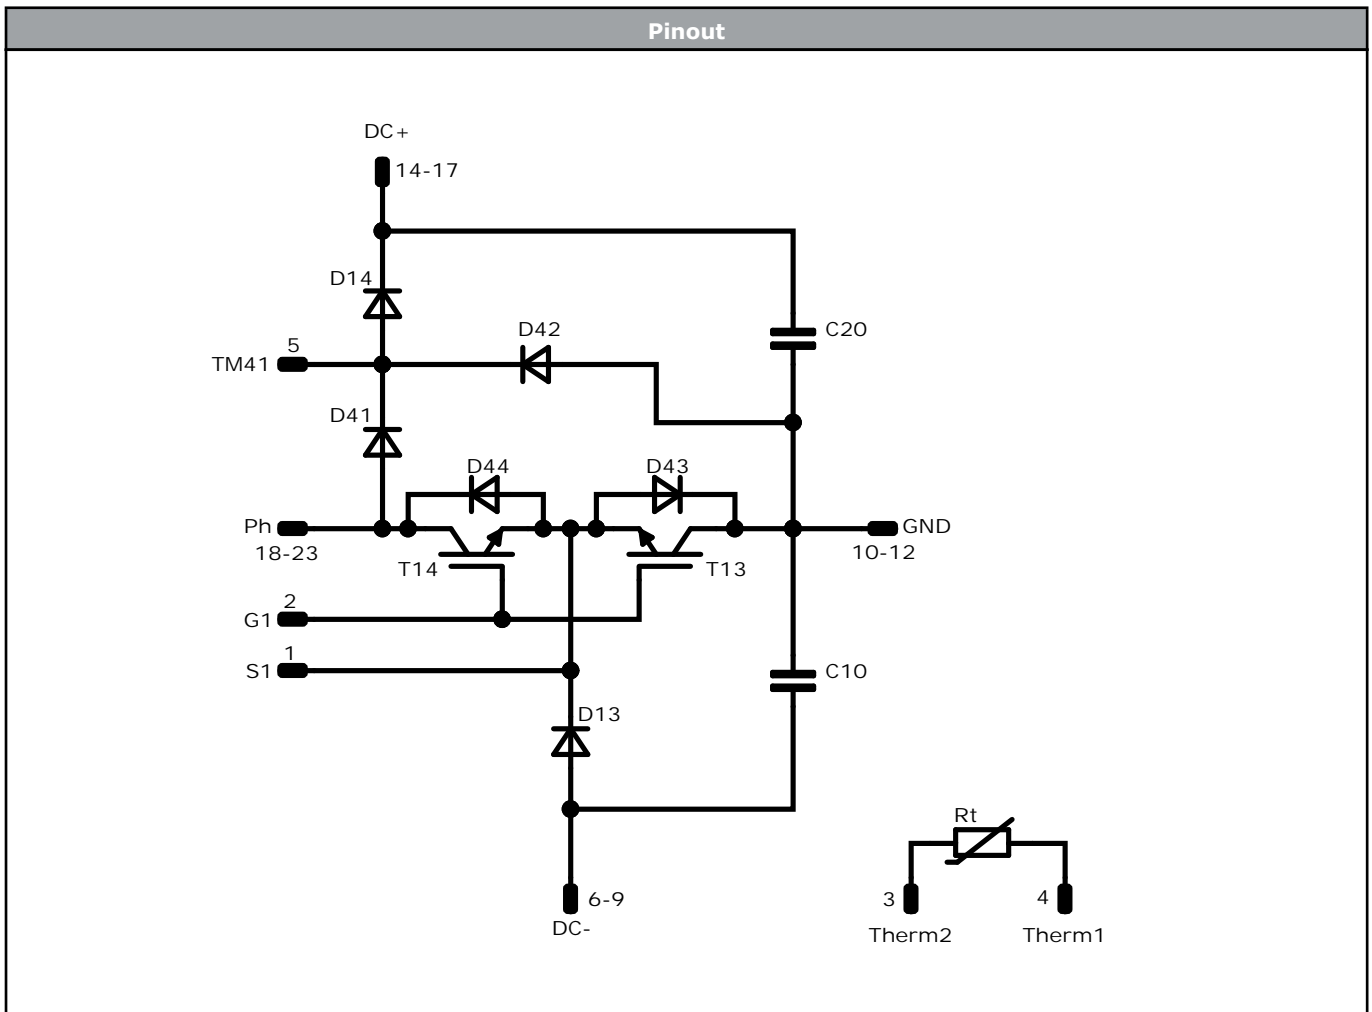 Pinout
DC+
14-17
D14
D42
C20
5
TM41
D41
D44
D43
Ph
GND
18-23
10-12
T14
T13
2
G1
1
S1
C10
D13
Rt
6-9
3
4
DC-
Therm2
Therm1